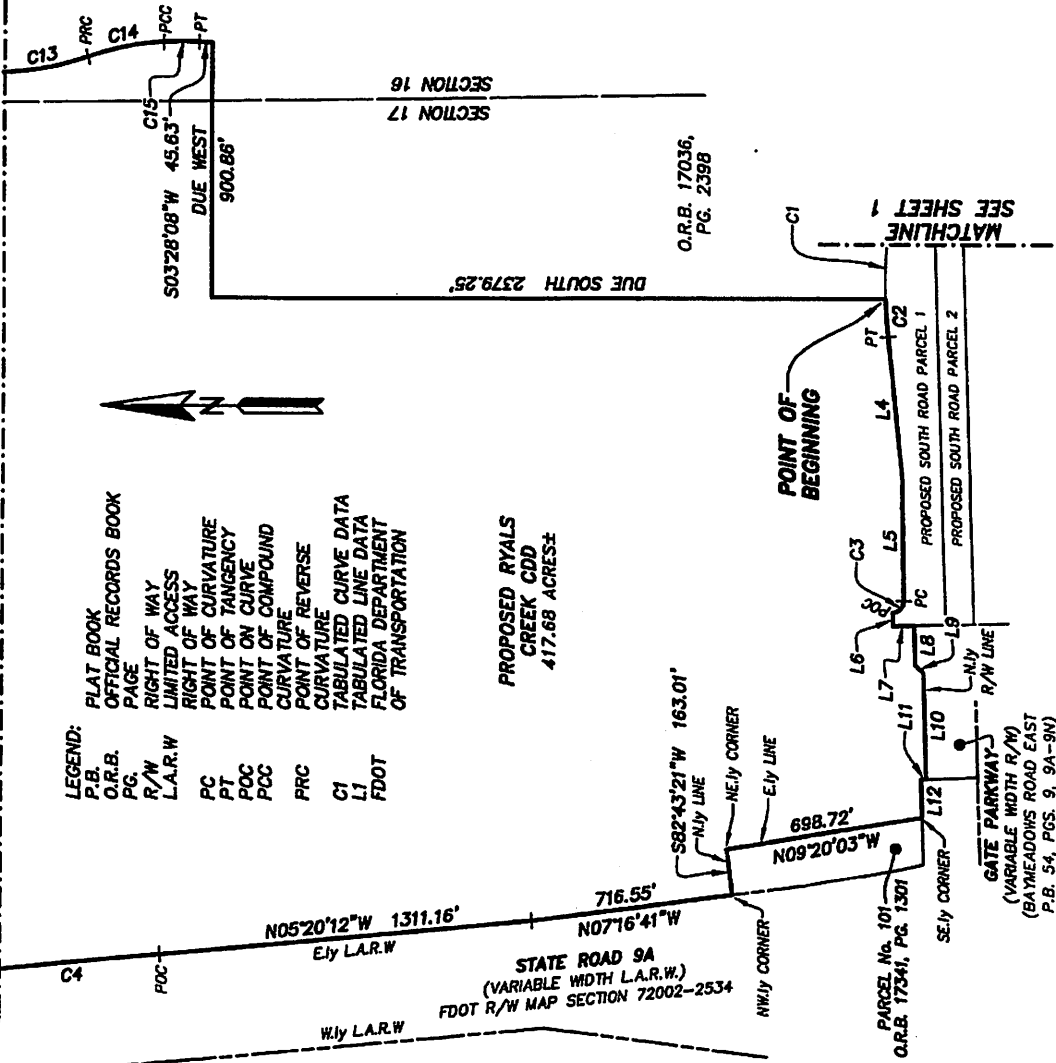 C13
PRC
C14
PCC
PT
C15
S03°28'08"W 45.63'
DUE WEST
900.86'
SECTION 16
SECTION 17
O.R.B. 17036,
PG. 2398
C1
MATCHLINE
SEE SHEET 1
DUE SOUTH 2379.25'
LEGEND:
P.B. PLAT BOOK
O.R.B. OFFICIAL RECORDS BOOK
PG. PAGE
R/W RIGHT OF WAY
L.A.R.W LIMITED ACCESS
RIGHT OF WAY
PC POINT OF CURVATURE
PT POINT OF TANGENCY
POC POINT ON CURVE
PCC POINT OF COMPOUND
CURVATURE
PRC POINT OF REVERSE
CURVATURE
C1 TABULATED CURVE DATA
L1 TABULATED LINE DATA
FDOT FLORIDA DEPARTMENT
OF TRANSPORTATION
N
PROPOSED RYALS
CREEK CDD
417.68 ACRES±
POINT OF
BEGINNING
PT
C2
L4
L5
C3
POC
PC
PROPOSED SOUTH ROAD PARCEL 1
PROPOSED SOUTH ROAD PARCEL 2
L6
L7
L8
L9
N.ly
R/W LINE
L10
L11
L12
S82°43'21"W 163.01'
N.ly LINE
NE.ly CORNER
E.ly LINE
698.72'
N09°20'03"W
716.55'
N07°16'41"W
N05°20'12"W 1311.16'
E.ly L.A.R.W
C4
POC
STATE ROAD 9A
(VARIABLE WIDTH L.A.R.W.)
FDOT R/W MAP SECTION 72002-2534
W.ly L.A.R.W
NW.ly CORNER
PARCEL No. 101
O.R.B. 17341, PG. 1301
SE.ly CORNER
GATE PARKWAY
(VARIABLE WIDTH R/W)
(BAYMEADOWS ROAD EAST
P.B. 54, PGS. 9, 9A-9N)